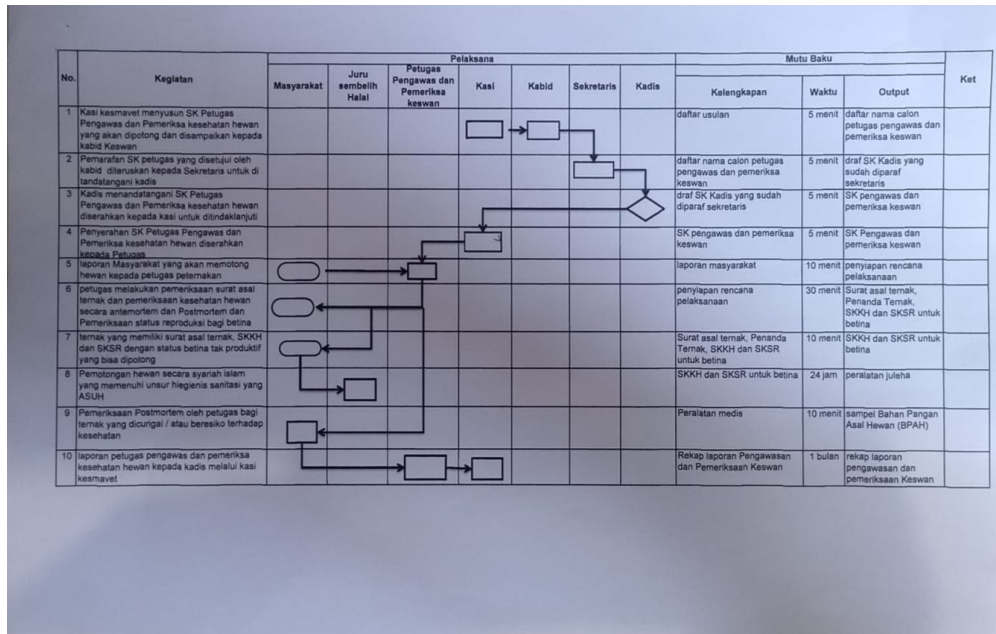 Pelaksana
Mutu Baku
No.
Kegiatan
Masyarakat
Juru
sembelih
Halal
Petugas
Pengawas dan
Pemeriksa
keswan
Kasi
Kabid
Sekretaris
Kadis
Kelengkapan
Waktu
Output
Ket
1
Kasi kesmavet menyusun SK Petugas
Pengawas dan Pemeriksa kesehatan hewan
yang akan dipotong dan disampaikan kepada
kabid Keswan
daftar usulan
5 menit
daftar nama calon
petugas pengawas dan
pemeriksa keswan
2
Pemarafan SK petugas yang disetujui oleh
kabid diteruskan kepada Sekretaris untuk di
tandatangani kadis
daftar nama calon petugas
pengawas dan pemeriksa
keswan
5 menit
draf SK Kadis yang
sudah diparaf
sekretaris
3
Kadis menandatangani SK Petugas
Pengawas dan Pemeriksa kesehatan hewan
diserahkan kepada kasi untuk ditindaklanjuti
draf SK Kadis yang sudah
diparaf sekretaris
5 menit
SK pengawas dan
pemeriksa keswan
4
Penyerahan SK Petugas Pengawas dan
Pemeriksa kesehatan hewan diserahkan
kepada Petugas
SK pengawas dan pemeriksa
keswan
5 menit
SK Pengawas dan
pemeriksa keswan
5
laporan Masyarakat yang akan memotong
hewan kepada petugas peternakan
laporan masyarakat
10 menit
penyiapan rencana
pelaksanaan
6
petugas melakukan pemeriksaan surat asal
ternak dan pemeriksaan kesehatan hewan
secara antemortem dan Postmortem dan
Pemeriksaan status reproduksi bagi betina
penyiapan rencana
pelaksanaan
30 menit
Surat asal ternak,
Penanda Ternak,
SKKH dan SKSR untuk
betina
7
ternak yang memiliki surat asal ternak, SKKH
dan SKSR dengan status betina tak produktif
yang bisa dipotong
Surat asal ternak, Penanda
Ternak, SKKH dan SKSR
untuk betina
10 menit
SKKH dan SKSR untuk
betina
8
Pemotongan hewan secara syariah islam
yang memenuhi unsur hiegienis sanitasi yang
ASUH
SKKH dan SKSR untuk betina
24 jam
peralatan juleha
9
Pemeriksaan Postmortem oleh petugas bagi
ternak yang dicurigai / atau beresiko terhadap
kesehatan
Peralatan medis
10 menit
sampel Bahan Pangan
Asal Hewan (BPAH)
10
laporan petugas pengawas dan pemeriksa
kesehatan hewan kepada kadis melalui kasi
kesmavet
Rekap laporan Pengawasan
dan Pemeriksaan Keswan
1 bulan
rekap laporan
pengawasan dan
pemeriksaan Keswan